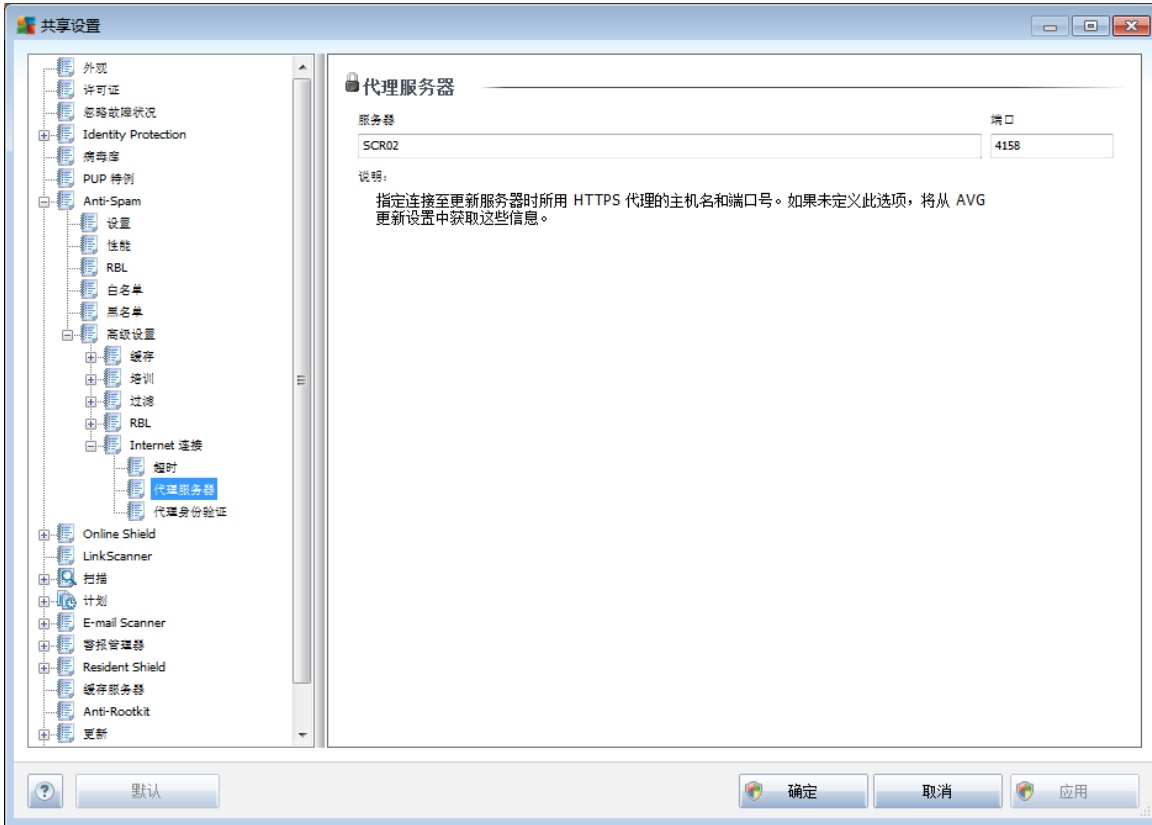 共享设置
外观
许可证
忽略故障状况
Identity Protection
病毒库
PUP 特例
Anti-Spam
设置
性能
RBL
白名单
黑名单
高级设置
缓存
培训
过滤
RBL
Internet 连接
超时
代理服务器
代理身份验证
Online Shield
LinkScanner
扫描
计划
E-mail Scanner
警报管理器
Resident Shield
缓存服务器
Anti-Rootkit
更新
代理服务器
服务器
端口
SCR02
4158
说明:
指定连接至更新服务器时所用 HTTPS 代理的主机名和端口号。如果未定义此选项，将从 AVG
更新设置中获取这些信息。
默认
确定
取消
应用